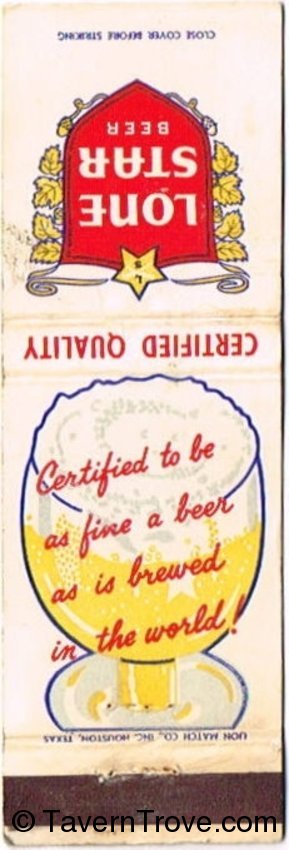 CLOSE COVER BEFORE STRIKING
LONE
STAR
BEER
L S
CERTIFIED QUALITY
Certified to be
as fine a beer
as is brewed
in the world!
LION MATCH CO., INC. HOUSTON, TEXAS
© TavernTrove.com